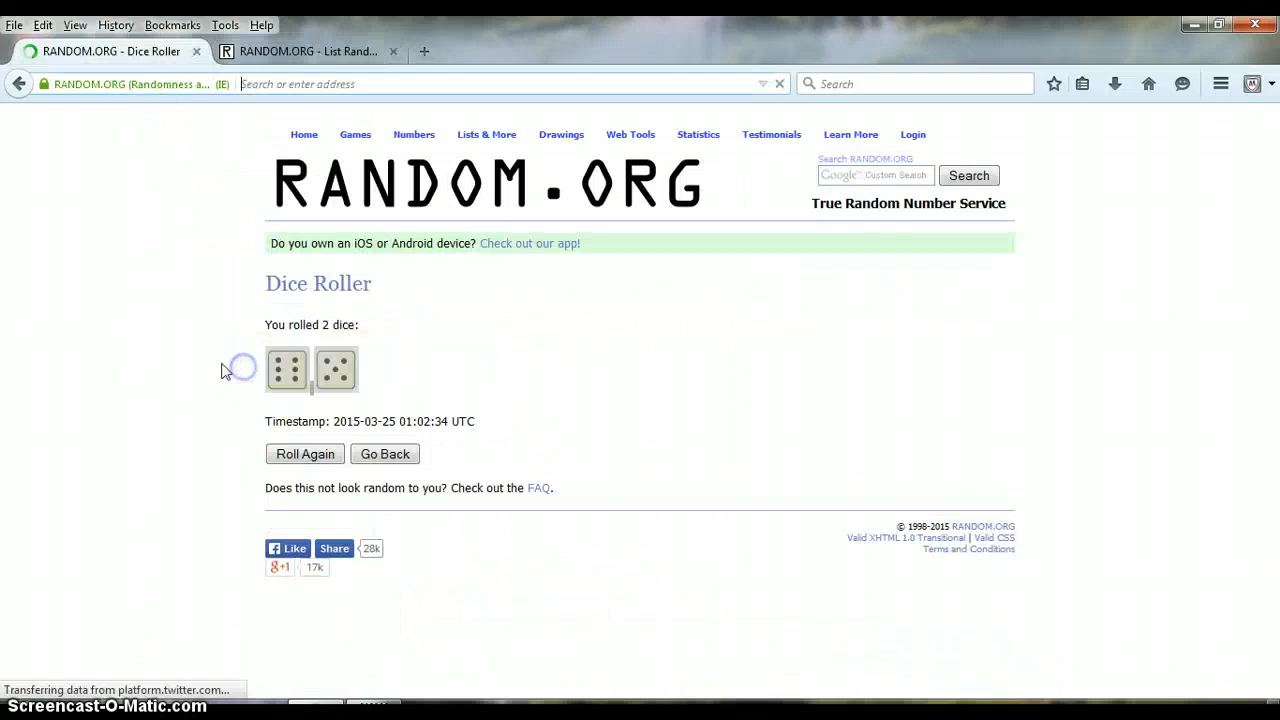 File Edit View History Bookmarks Tools Help
RANDOM.ORG - Dice Roller RANDOM.ORG - List Rand...
RANDOM.ORG (Randomness a... (IE) Search or enter address Search
Home Games Numbers Lists & More Drawings Web Tools Statistics Testimonials Learn More Login
RANDOM.ORG
Search RANDOM.ORG
Google™ Custom Search Search
True Random Number Service
Do you own an iOS or Android device? Check out our app!
Dice Roller
You rolled 2 dice:
Timestamp: 2015-03-25 01:02:34 UTC
Roll Again Go Back
Does this not look random to you? Check out the FAQ.
© 1998-2015 RANDOM.ORG
Valid XHTML 1.0 Transitional | Valid CSS
Terms and Conditions
Like Share 28k
g+1 17k
Transferring data from platform.twitter.com...
Screencast-O-Matic.com